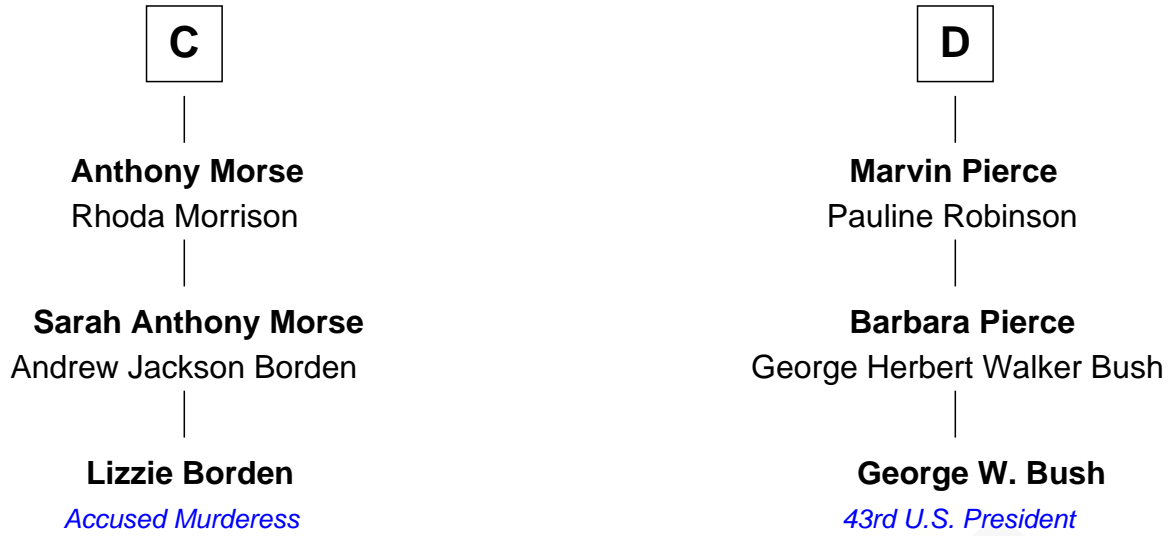 C
Anthony Morse
Rhoda Morrison
Sarah Anthony Morse
Andrew Jackson Borden
Lizzie Borden
Accused Murderess
D
Marvin Pierce
Pauline Robinson
Barbara Pierce
George Herbert Walker Bush
George W. Bush
43rd U.S. President